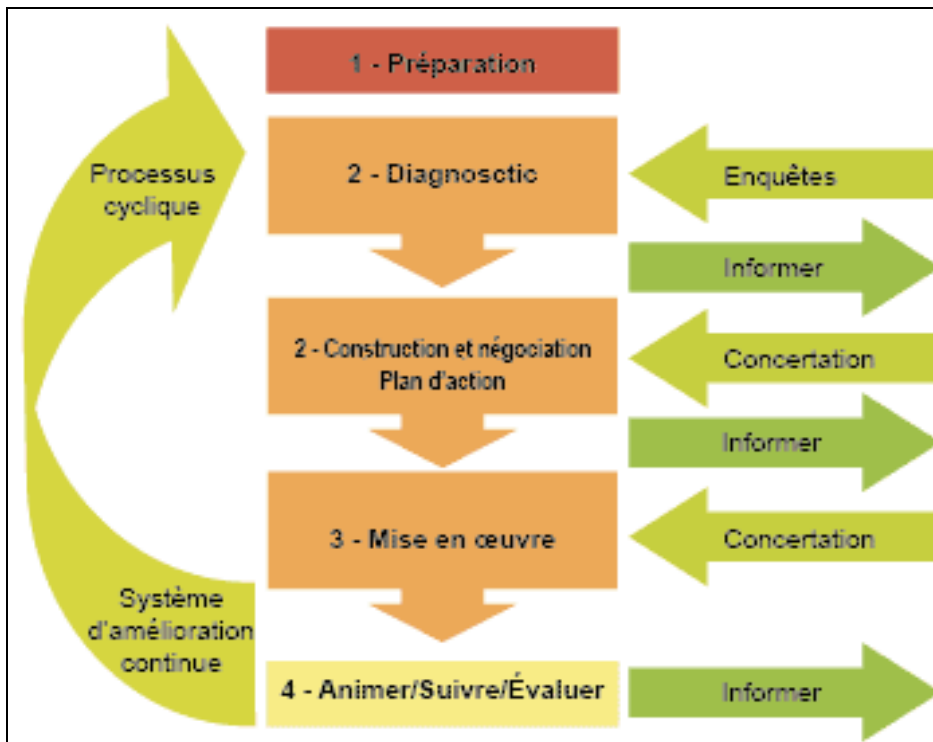 1 - Préparation
Processus
cyclique
2 - Diagnosctic
Enquêtes
Informer
2 - Construction et négociation
Plan d'action
Concertation
Informer
3 - Mise en œuvre
Concertation
Système
d'amélioration
continue
4 - Animer/Suivre/Évaluer
Informer